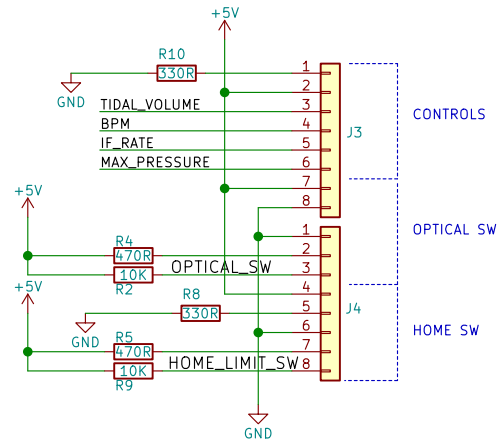 +5V
R10
330R
GND
1
2
TIDAL_VOLUME 3
BPM 4
IF_RATE 5
MAX_PRESSURE 6
7
8
J3
CONTROLS
+5V
R4
470R
10K
R2
OPTICAL_SW
1
2
3
4
5
6
7
8
J4
OPTICAL SW
+5V
R8
330R
GND
R5
470R
10K
R9
HOME_LIMIT_SW
HOME SW
GND